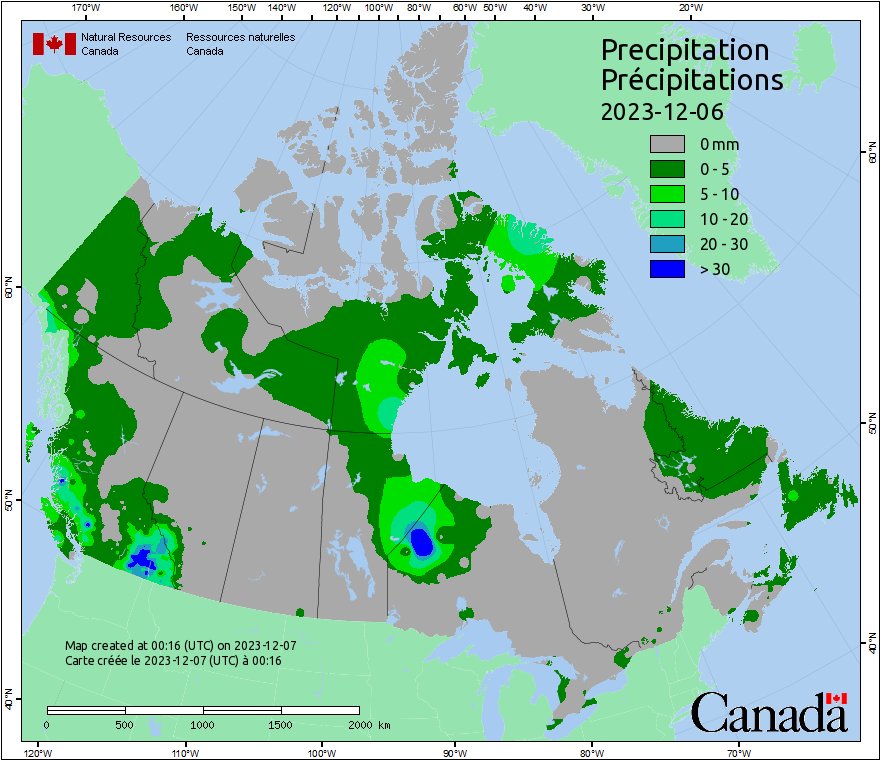 170°W 160°W 150°W 140°W 130°W 120°W 110°W 100°W 90°W 80°W 70°W 60°W 50°W 40°W 30°W 20°W
Natural Resources Ressources naturelles
Canada Canada
Precipitation
Précipitations
2023-12-06
0 mm
0 - 5
5 - 10
10 - 20
20 - 30
> 30
60°N
60°N
50°N
50°N
40°N
40°N
Map created at 00:16 (UTC) on 2023-12-07
Carte créée le 2023-12-07 (UTC) à 00:16
0 500 1000 1500 2000 km
Canada
120°W 110°W 100°W 90°W 80°W 70°W